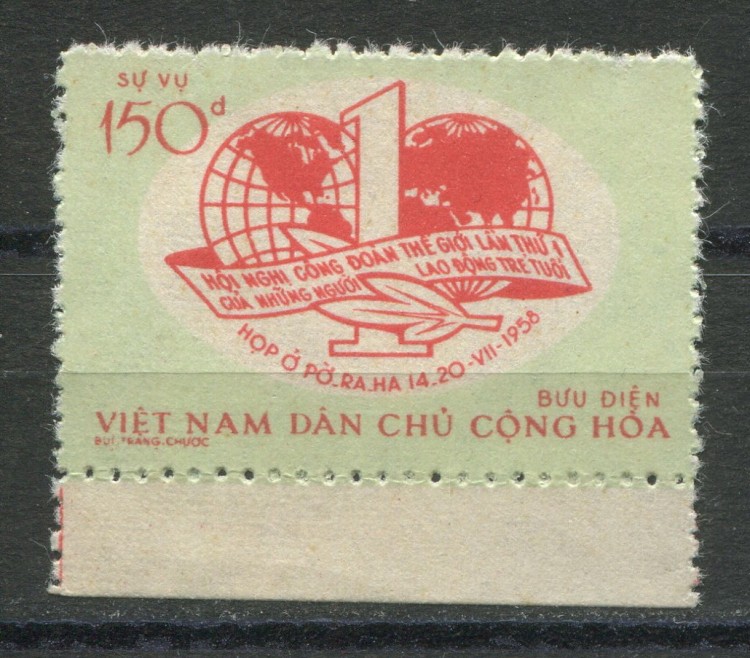 SỰ VỤ
150đ
1
HỘI NGHỊ CÔNG ĐOÀN THẾ GIỚI LẦN THỨ 1
CỦA NHỮNG NGƯỜI LAO ĐỘNG TRẺ TUỔI
HỌP Ở PỜ-RA-HA 14-20-VII-1958
BƯU ĐIỆN
VIỆT NAM DÂN CHỦ CỘNG HÒA
BÙI.TRANG.CHƯỚC